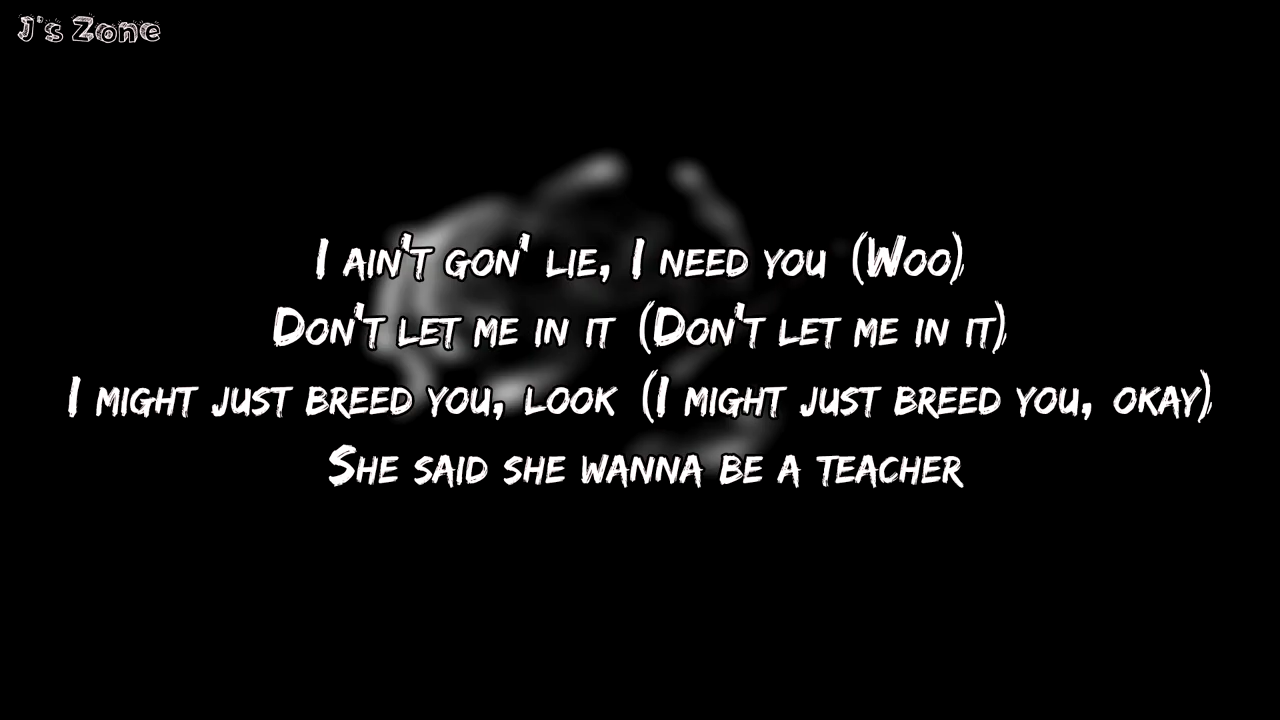 J's Zone
I ain't gon' lie, I need you (Woo)
Don't let me in it (Don't let me in it)
I might just breed you, look (I might just breed you, okay)
She said she wanna be a teacher